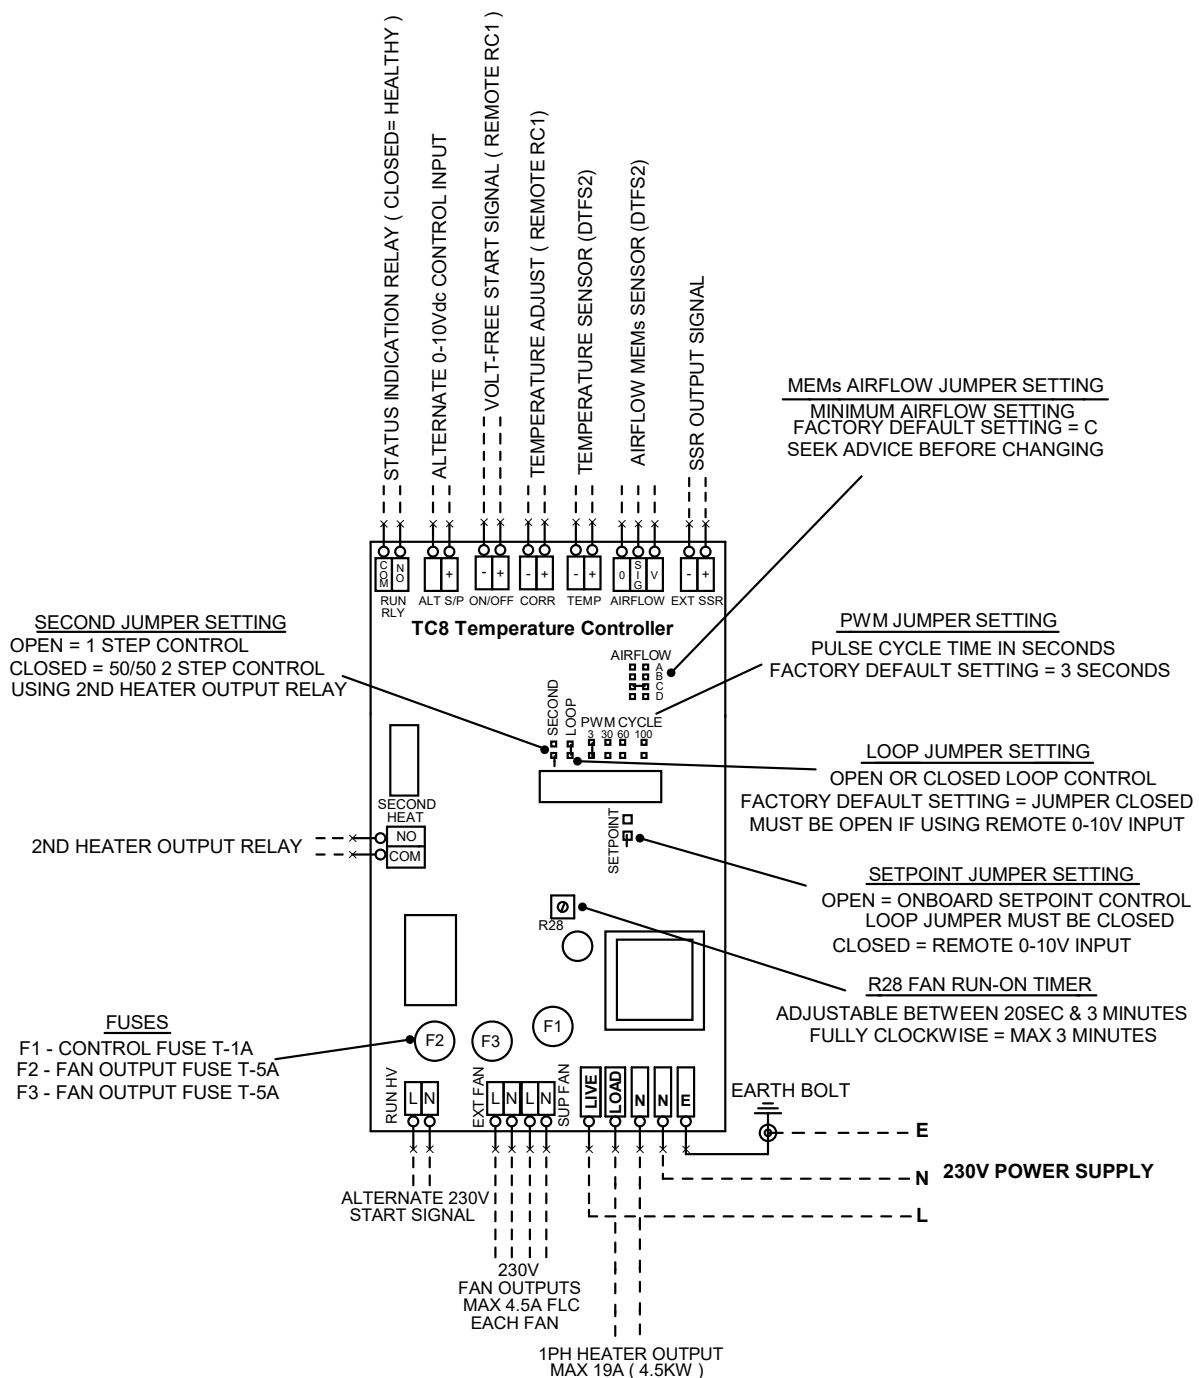 STATUS INDICATION RELAY ( CLOSED= HEALTHY )
ALTERNATE 0-10Vdc CONTROL INPUT
VOLT-FREE START SIGNAL ( REMOTE RC1 )
TEMPERATURE ADJUST ( REMOTE RC1)
TEMPERATURE SENSOR (DTFS2)
AIRFLOW MEMs SENSOR (DTFS2)
SSR OUTPUT SIGNAL
MEMs AIRFLOW JUMPER SETTING
MINIMUM AIRFLOW SETTING
FACTORY DEFAULT SETTING = C
SEEK ADVICE BEFORE CHANGING
COM NO + - + - + - + 0 SIG V - +
RUN RLY
ALT S/P
ON/OFF
CORR
TEMP
AIRFLOW
EXT SSR
TC8 Temperature Controller
SECOND JUMPER SETTING
OPEN = 1 STEP CONTROL
CLOSED = 50/50 2 STEP CONTROL
USING 2ND HEATER OUTPUT RELAY
AIRFLOW
A
B
C
D
PWM JUMPER SETTING
PULSE CYCLE TIME IN SECONDS
FACTORY DEFAULT SETTING = 3 SECONDS
SECOND
LOOP
PWM CYCLE
3 30 60 100
LOOP JUMPER SETTING
OPEN OR CLOSED LOOP CONTROL
FACTORY DEFAULT SETTING = JUMPER CLOSED
MUST BE OPEN IF USING REMOTE 0-10V INPUT
SECOND
HEAT
NO
COM
2ND HEATER OUTPUT RELAY
SETPOINT
SETPOINT JUMPER SETTING
OPEN = ONBOARD SETPOINT CONTROL
LOOP JUMPER MUST BE CLOSED
CLOSED = REMOTE 0-10V INPUT
R28
R28 FAN RUN-ON TIMER
ADJUSTABLE BETWEEN 20SEC & 3 MINUTES
FULLY CLOCKWISE = MAX 3 MINUTES
FUSES
F1 - CONTROL FUSE T-1A
F2 - FAN OUTPUT FUSE T-5A
F3 - FAN OUTPUT FUSE T-5A
F2
F3
F1
RUN HV
L N
EXT FAN
L N L N
SUP FAN
LIVE
LOAD
N
N
E
EARTH BOLT
E
N 230V POWER SUPPLY
L
ALTERNATE 230V
START SIGNAL
230V
FAN OUTPUTS
MAX 4.5A FLC
EACH FAN
1PH HEATER OUTPUT
MAX 19A ( 4.5KW )